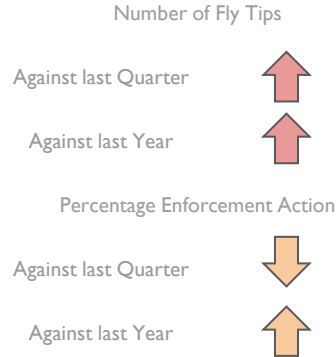 Number of Fly Tips
Against last Quarter
Against last Year
Percentage Enforcement Action
Against last Quarter
Against last Year